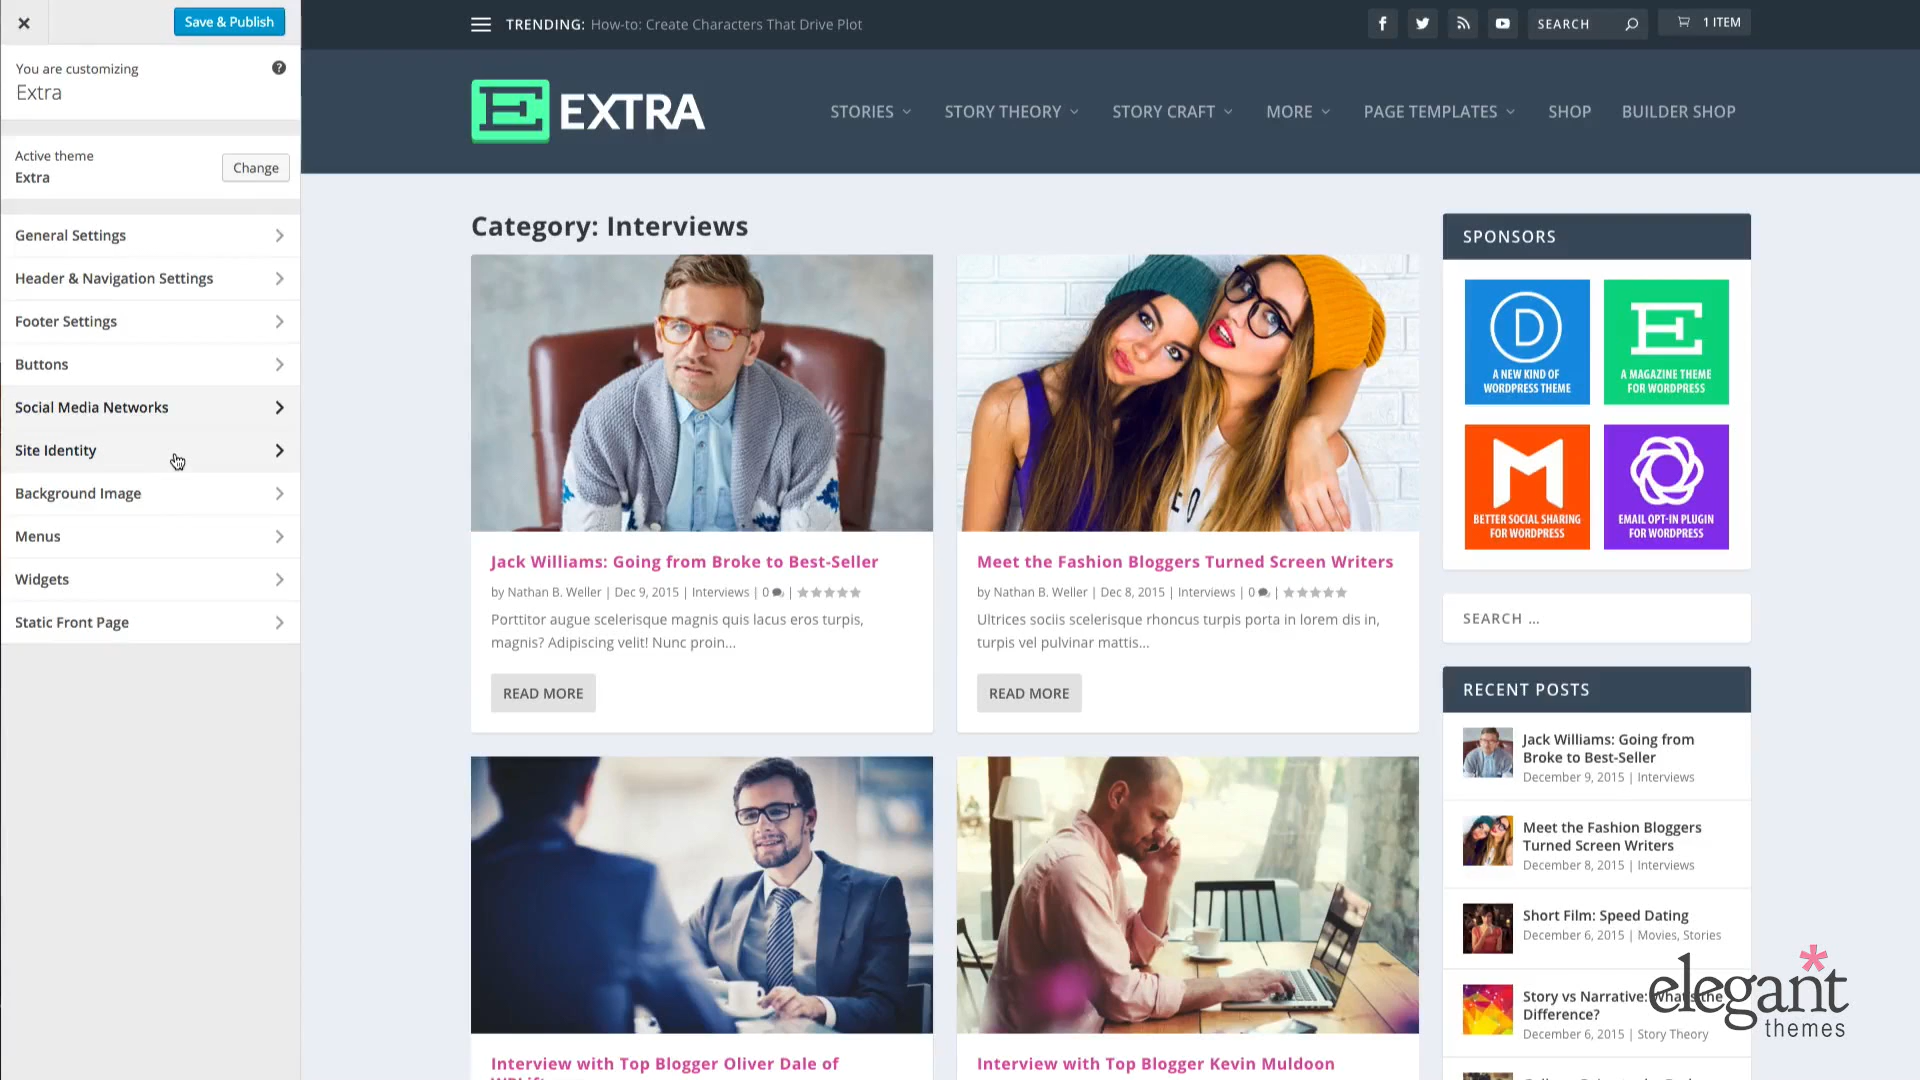 Save & Publish
You are customizing
Extra
Active theme
Extra
Change
General Settings
Header & Navigation Settings
Footer Settings
Buttons
Social Media Networks
Site Identity
Background Image
Menus
Widgets
Static Front Page
TRENDING: How-to: Create Characters That Drive Plot
SEARCH
1 ITEM
E EXTRA
STORIES
STORY THEORY
STORY CRAFT
MORE
PAGE TEMPLATES
SHOP
BUILDER SHOP
Category: Interviews
Jack Williams: Going from Broke to Best-Seller
by Nathan B. Weller | Dec 9, 2015 | Interviews | 0 |
Porttitor augue scelerisque magnis quis lacus eros turpis,
magnis? Adipiscing velit! Nunc proin...
READ MORE
Meet the Fashion Bloggers Turned Screen Writers
by Nathan B. Weller | Dec 8, 2015 | Interviews | 0 |
Ultrices sociis scelerisque rhoncus turpis porta in lorem dis in,
turpis vel pulvinar mattis...
READ MORE
Interview with Top Blogger Oliver Dale of
Interview with Top Blogger Kevin Muldoon
SPONSORS
D
A NEW KIND OF
WORDPRESS THEME
E
A MAGAZINE THEME
FOR WORDPRESS
M
BETTER SOCIAL SHARING
FOR WORDPRESS
EMAIL OPT-IN PLUGIN
FOR WORDPRESS
SEARCH ...
RECENT POSTS
Jack Williams: Going from
Broke to Best-Seller
December 9, 2015 | Interviews
Meet the Fashion Bloggers
Turned Screen Writers
December 8, 2015 | Interviews
Short Film: Speed Dating
December 6, 2015 | Movies, Stories
Story vs Narrative: What's the
Difference?
December 6, 2015 | Story Theory
elegant
themes